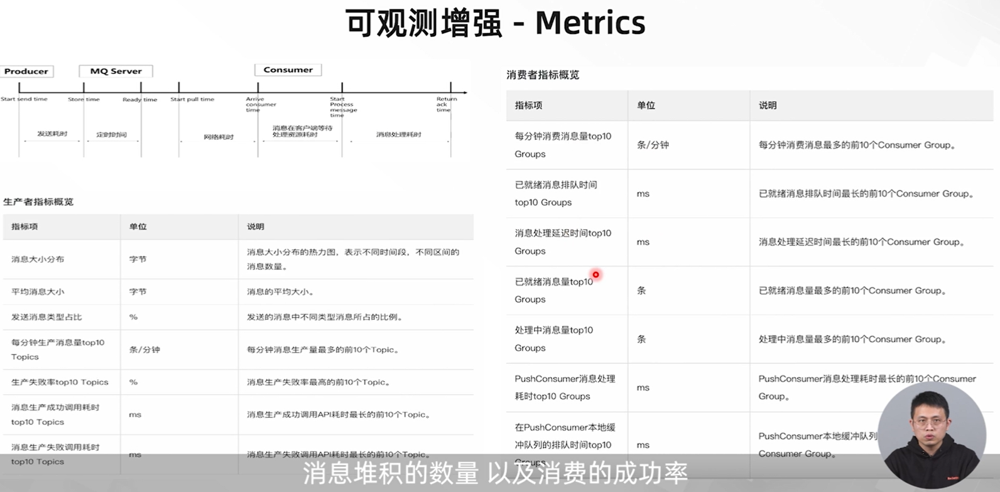 可观测增强 - Metrics
Producer
MQ Server
Consumer
Start send time
Store time
Ready time
Start pull time
Arrive
consumer
time
Start
Process
message
time
Return
ack
time
发送耗时
定时时间
网络耗时
消息在客户端等待
处理资源耗时
消息处理耗时
生产者指标概览
指标项
单位
说明
消息大小分布
字节
消息大小分布的热力图，表示不同时间段，不同区间的
消息数量。
平均消息大小
字节
消息的平均大小。
发送消息类型占比
%
发送的消息中不同类型消息所占的比例。
每分钟生产消息量top10
Topics
条/分钟
每分钟消息生产量最多的前10个Topic。
生产失败率top10 Topics
%
消息生产失败率最高的前10个Topic。
消息生产成功调用耗时
top10 Topics
ms
消息生产成功调用API耗时最长的前10个Topic。
消息生产失败调用耗时
top10 Topics
ms
消息生产失败调用API耗时最长的前10个Topic。
消费者指标概览
指标项
单位
说明
每分钟消费消息量top10
Groups
条/分钟
每分钟消费消息最多的前10个Consumer Group。
已就绪消息排队时间
top10 Groups
ms
已就绪消息排队时间最长的前10个Consumer Group。
消息处理延迟时间top10
Groups
ms
消息处理延迟时间最长的前10个Consumer Group。
已就绪消息量top10
Groups
条
已就绪消息量最多的前10个Consumer Group。
处理中消息量top10
Groups
条
处理中消息量最多的前10个Consumer Group。
PushConsumer消息处理
耗时top10 Groups
ms
PushConsumer消息处理耗时最长的前10个Consumer
Group。
在PushConsumer本地缓
冲队列的排队时间top10
Groups
ms
PushConsumer本地缓冲队列
Consumer Group。
消息堆积的数量 以及消费的成功率